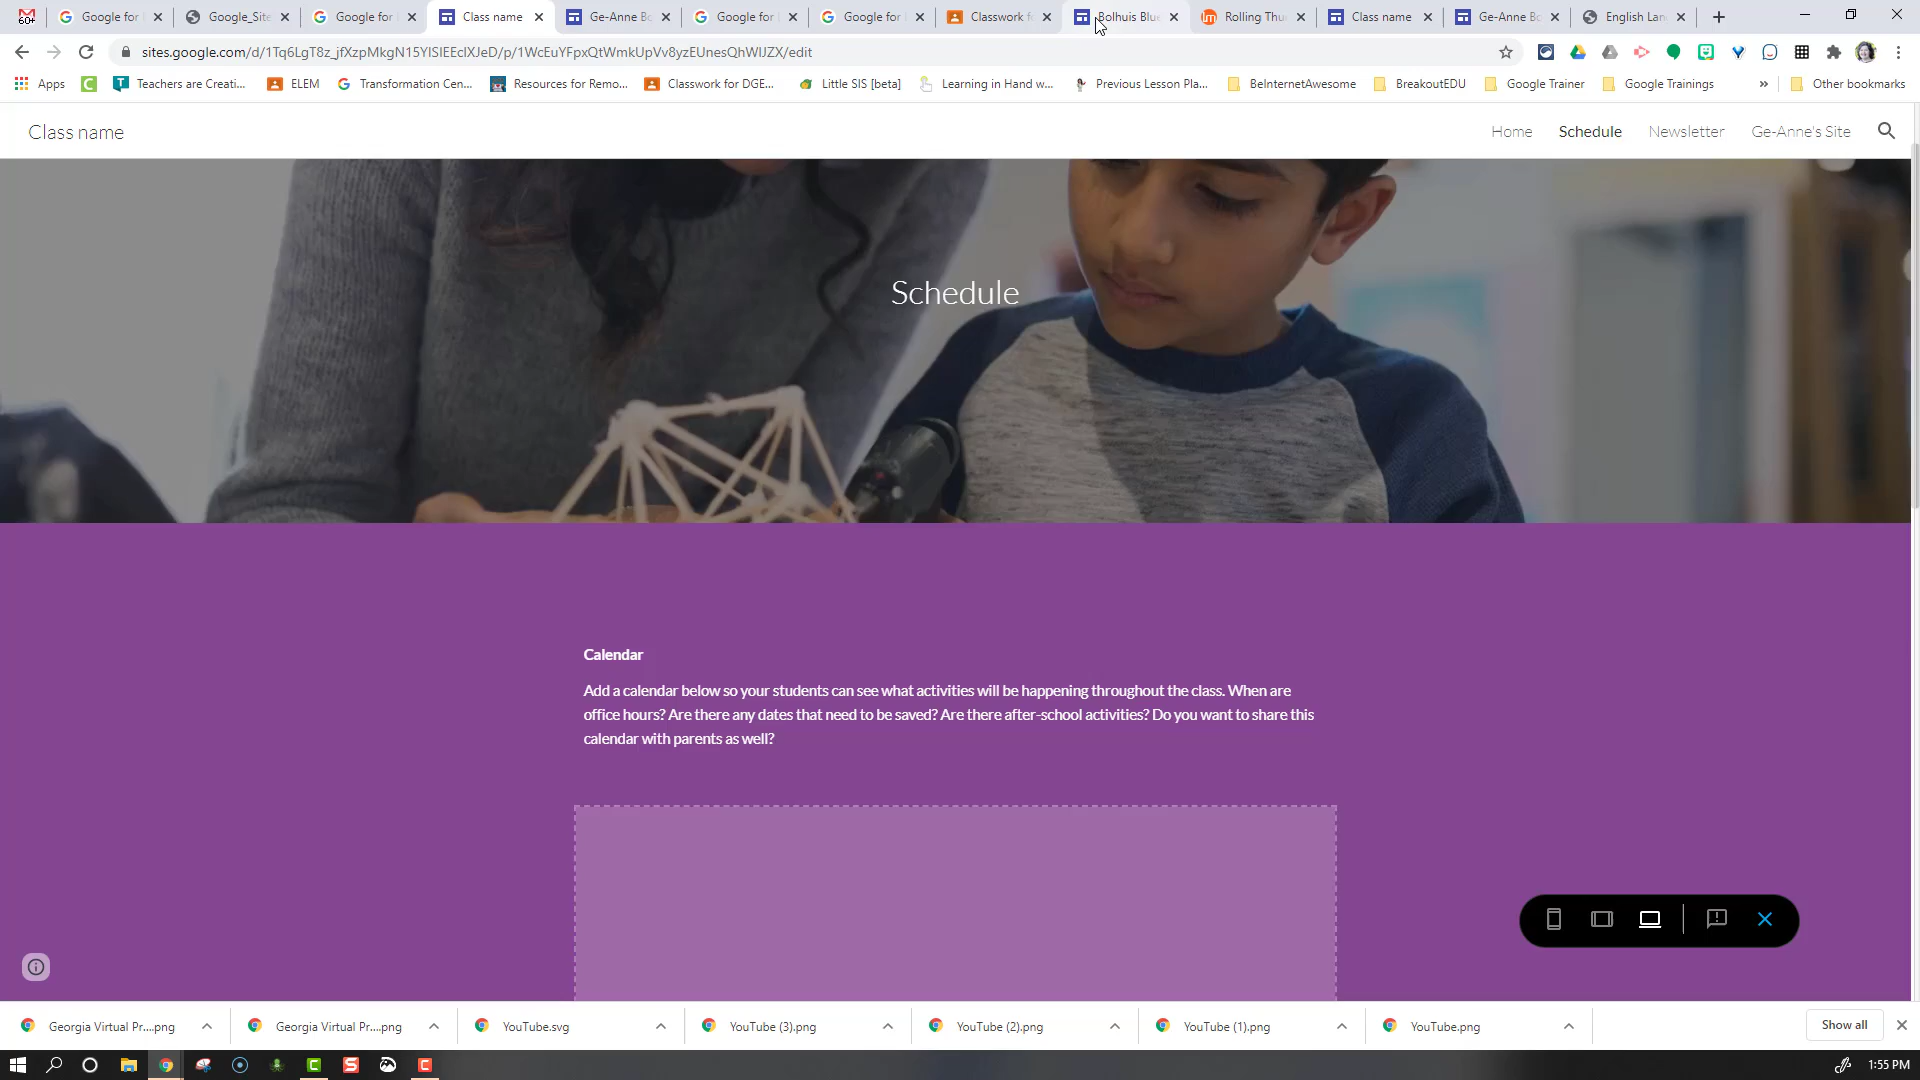 60+
Google for
Google_Site
Google for
Class name
Ge-Anne Bo
Google for
Google for
Classwork fo
Bolhuis Blue
Rolling Thu
Class name
Ge-Anne Bo
English Lan
sites.google.com/d/1Tq6LgT8z_jfXzpMkgN15YlSlEEclXJeD/p/1WcEuYFpxQtWmkUpVv8yzEUnesQhWlJZX/edit
Apps
Teachers are Creati...
ELEM
Transformation Cen...
Resources for Remo...
Classwork for DGE...
Little SIS [beta]
Learning in Hand w...
Previous Lesson Pla...
BeInternetAwesome
BreakoutEDU
Google Trainer
Google Trainings
»
Other bookmarks
Class name
Home
Schedule
Newsletter
Ge-Anne's Site
Schedule
Calendar
Add a calendar below so your students can see what activities will be happening throughout the class. When are
office hours? Are there any dates that need to be saved? Are there after-school activities? Do you want to share this
calendar with parents as well?
Georgia Virtual Pr....png
Georgia Virtual Pr....png
YouTube.svg
YouTube (3).png
YouTube (2).png
YouTube (1).png
YouTube.png
Show all
1:55 PM